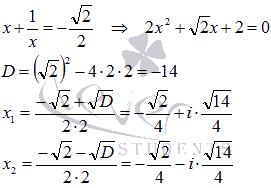 x + 1/x = -√2/2 ⇒ 2x² + √2x + 2 = 0
D = (√2)² - 4·2·2 = -14
x₁ = (-√2 + √D)/(2·2) = -√2/4 + i·√14/4
x₂ = (-√2 - √D)/(2·2) = -√2/4 - i·√14/4
STUDENTS